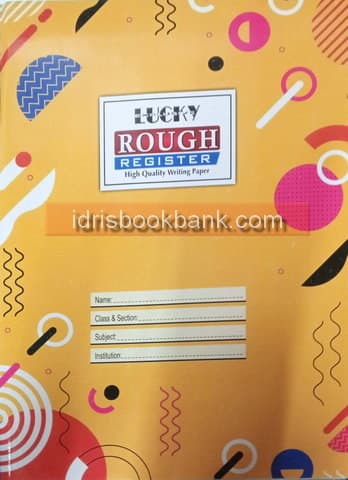 LUCKY
ROUGH
REGISTER
High Quality Writing Paper
idrisbookbank.com
Name:
Class & Section:
Subject:
Institution: